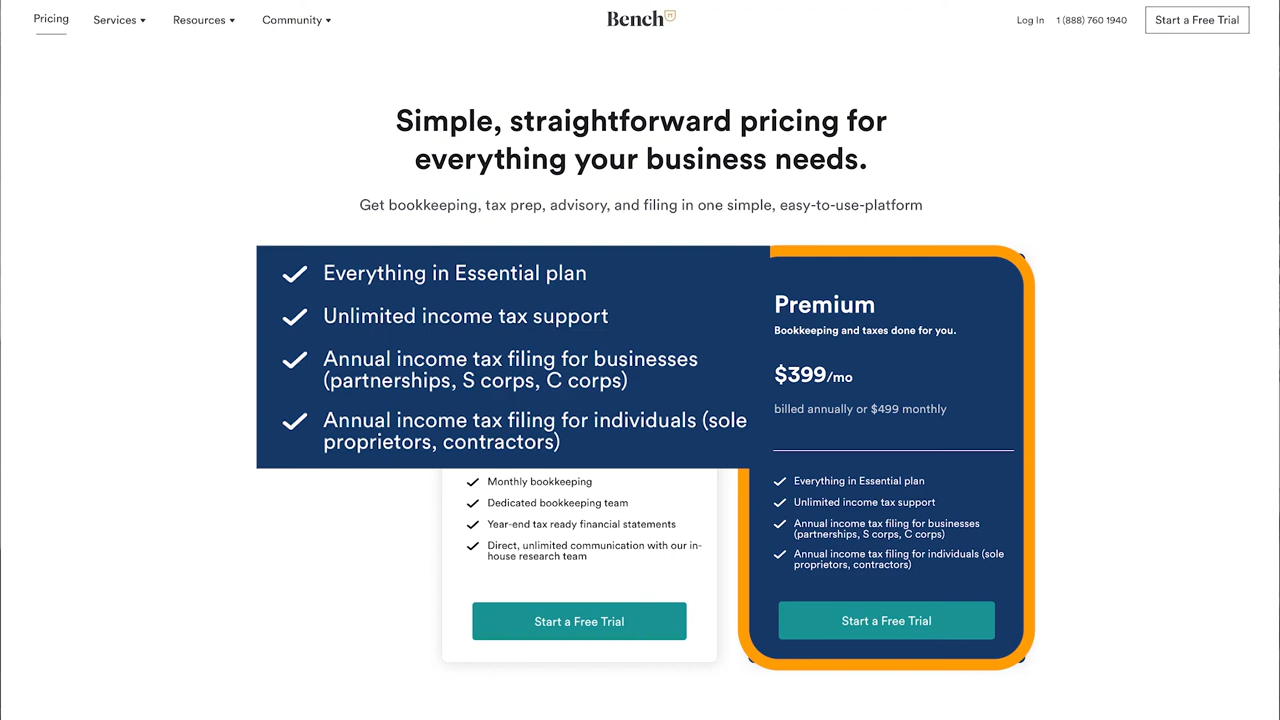 Pricing
Services
Resources
Community
Bench
Log In
1 (888) 760 1940
Start a Free Trial
Simple, straightforward pricing for
everything your business needs.
Get bookkeeping, tax prep, advisory, and filing in one simple, easy-to-use-platform
Everything in Essential plan
Unlimited income tax support
Annual income tax filing for businesses
(partnerships, S corps, C corps)
Annual income tax filing for individuals (sole
proprietors, contractors)
Monthly bookkeeping
Dedicated bookkeeping team
Year-end tax ready financial statements
Direct, unlimited communication with our in-
house research team
Start a Free Trial
Premium
Bookkeeping and taxes done for you.
$399/mo
billed annually or $499 monthly
Everything in Essential plan
Unlimited income tax support
Annual income tax filing for businesses
(partnerships, S corps, C corps)
Annual income tax filing for individuals (sole
proprietors, contractors)
Start a Free Trial